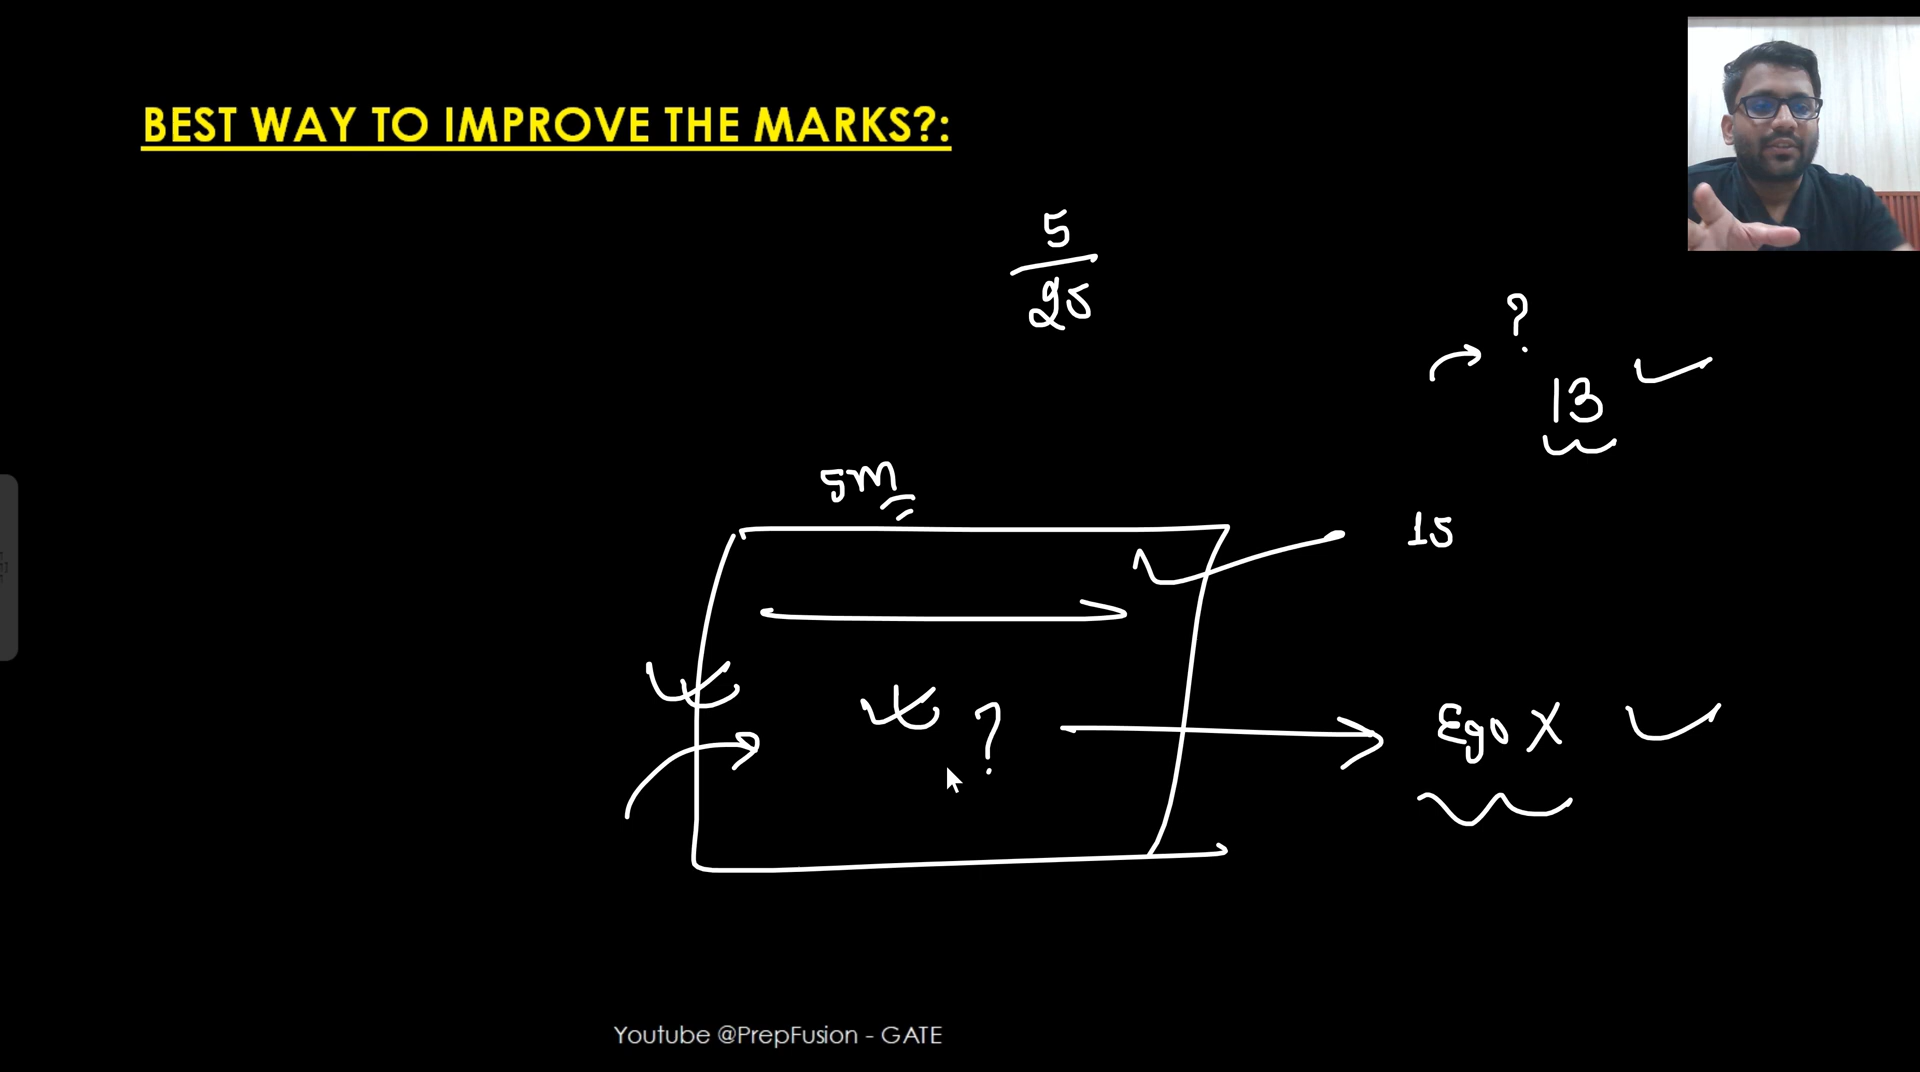 BEST WAY TO IMPROVE THE MARKS?:
5
25
?
13
5m
15
?
Ego X
Youtube @PrepFusion - GATE